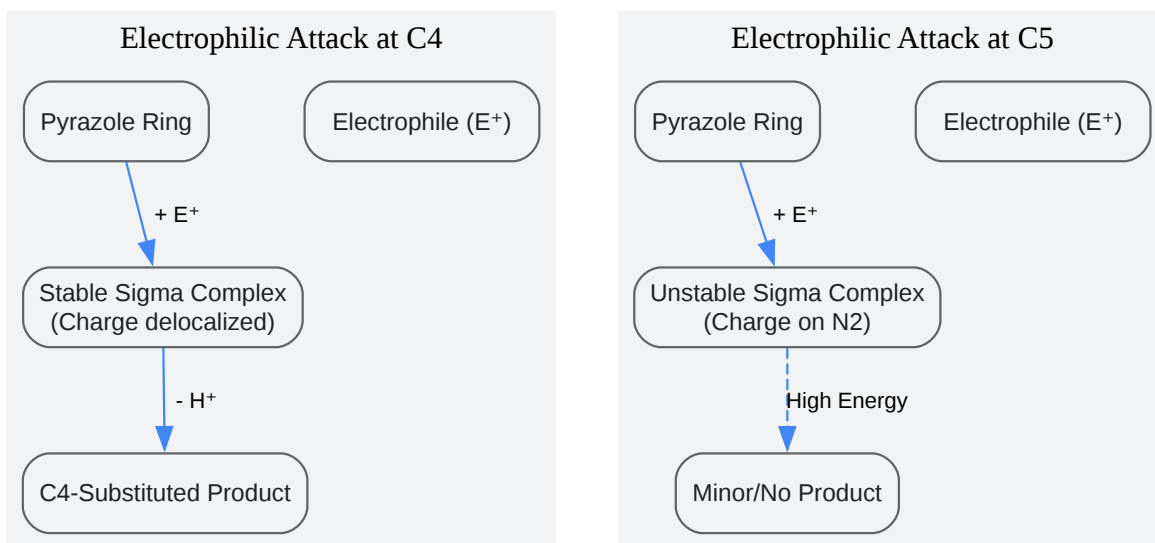 Electrophilic Attack at C4
Pyrazole Ring
Electrophile (E⁺)
+ E⁺
Stable Sigma Complex
(Charge delocalized)
- H⁺
C4-Substituted Product
Electrophilic Attack at C5
Pyrazole Ring
Electrophile (E⁺)
+ E⁺
Unstable Sigma Complex
(Charge on N2)
High Energy
Minor/No Product